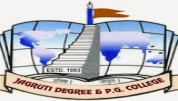 ESTD. 1993
JAGRUTI DEGREE & P.G. COLLEGE